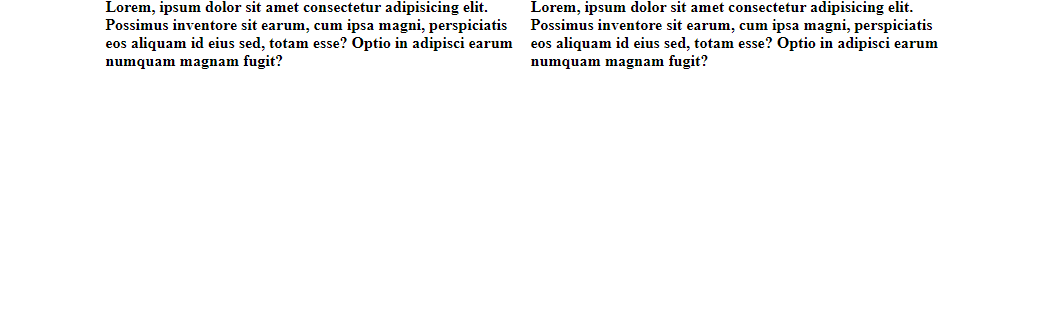 Lorem, ipsum dolor sit amet consectetur adipisicing elit.
Possimus inventore sit earum, cum ipsa magni, perspiciatis
eos aliquam id eius sed, totam esse? Optio in adipisci earum
numquam magnam fugit?
Lorem, ipsum dolor sit amet consectetur adipisicing elit.
Possimus inventore sit earum, cum ipsa magni, perspiciatis
eos aliquam id eius sed, totam esse? Optio in adipisci earum
numquam magnam fugit?